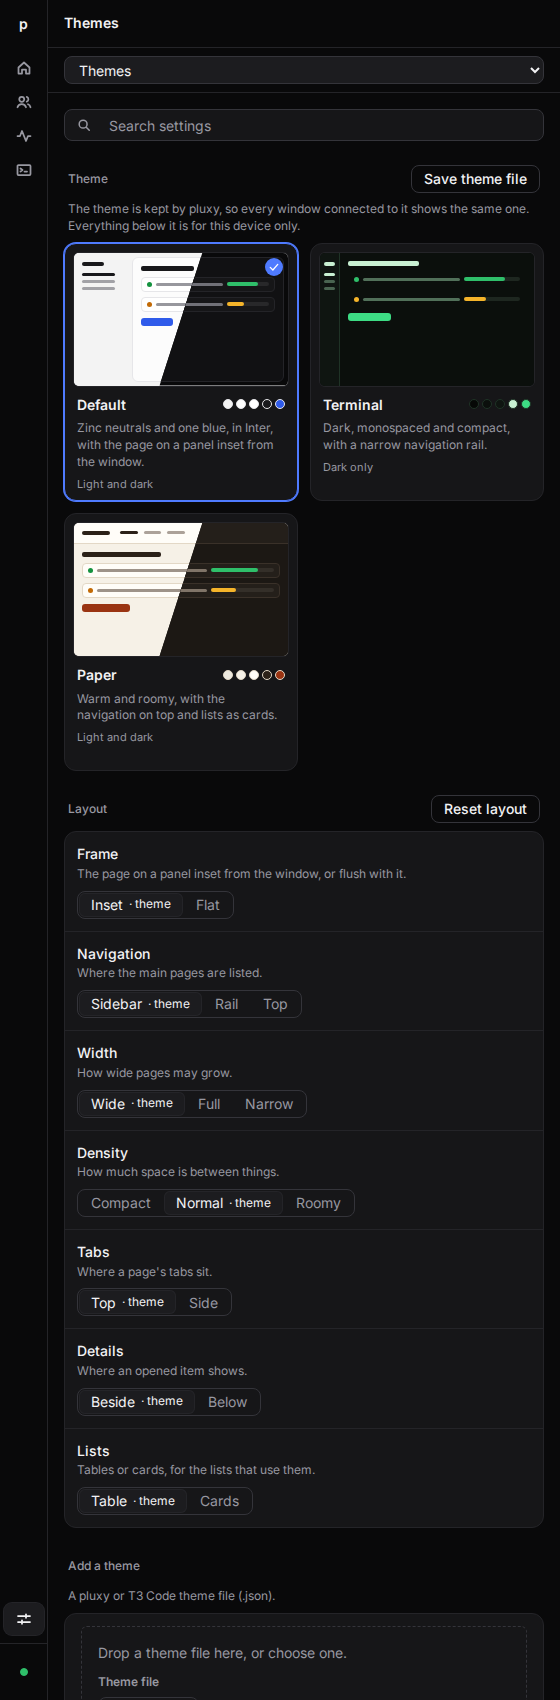 p
Themes
Themes
Search settings
Theme
Save theme file
The theme is kept by pluxy, so every window connected to it shows the same one.
Everything below it is for this device only.
Default
Zinc neutrals and one blue, in Inter,
with the page on a panel inset from
the window.
Light and dark
Terminal
Dark, monospaced and compact,
with a narrow navigation rail.
Dark only
Paper
Warm and roomy, with the
navigation on top and lists as cards.
Light and dark
Layout
Reset layout
Frame
The page on a panel inset from the window, or flush with it.
Inset · theme Flat
Navigation
Where the main pages are listed.
Sidebar · theme Rail Top
Width
How wide pages may grow.
Wide · theme Full Narrow
Density
How much space is between things.
Compact Normal · theme Roomy
Tabs
Where a page's tabs sit.
Top · theme Side
Details
Where an opened item shows.
Beside · theme Below
Lists
Tables or cards, for the lists that use them.
Table · theme Cards
Add a theme
A pluxy or T3 Code theme file (.json).
Drop a theme file here, or choose one.
Theme file